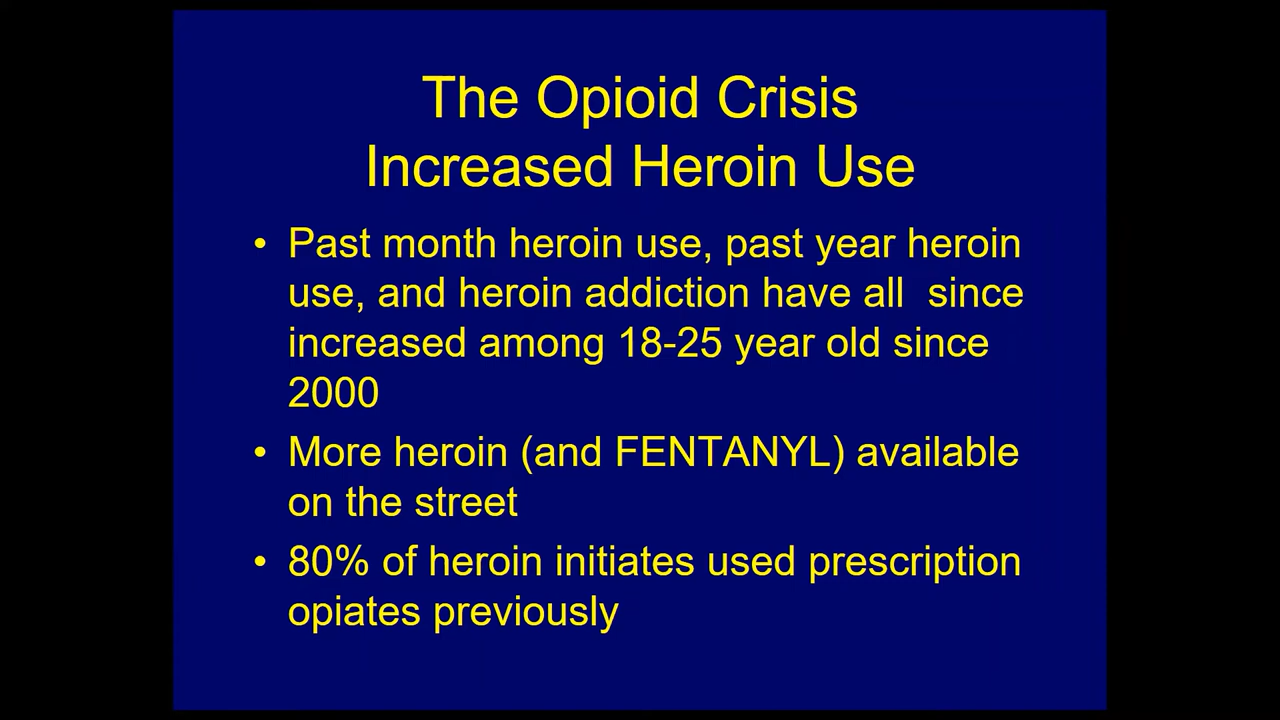 The Opioid Crisis
Increased Heroin Use
• Past month heroin use, past year heroin
use, and heroin addiction have all  since
increased among 18-25 year old since
2000
• More heroin (and FENTANYL) available
on the street
• 80% of heroin initiates used prescription
opiates previously